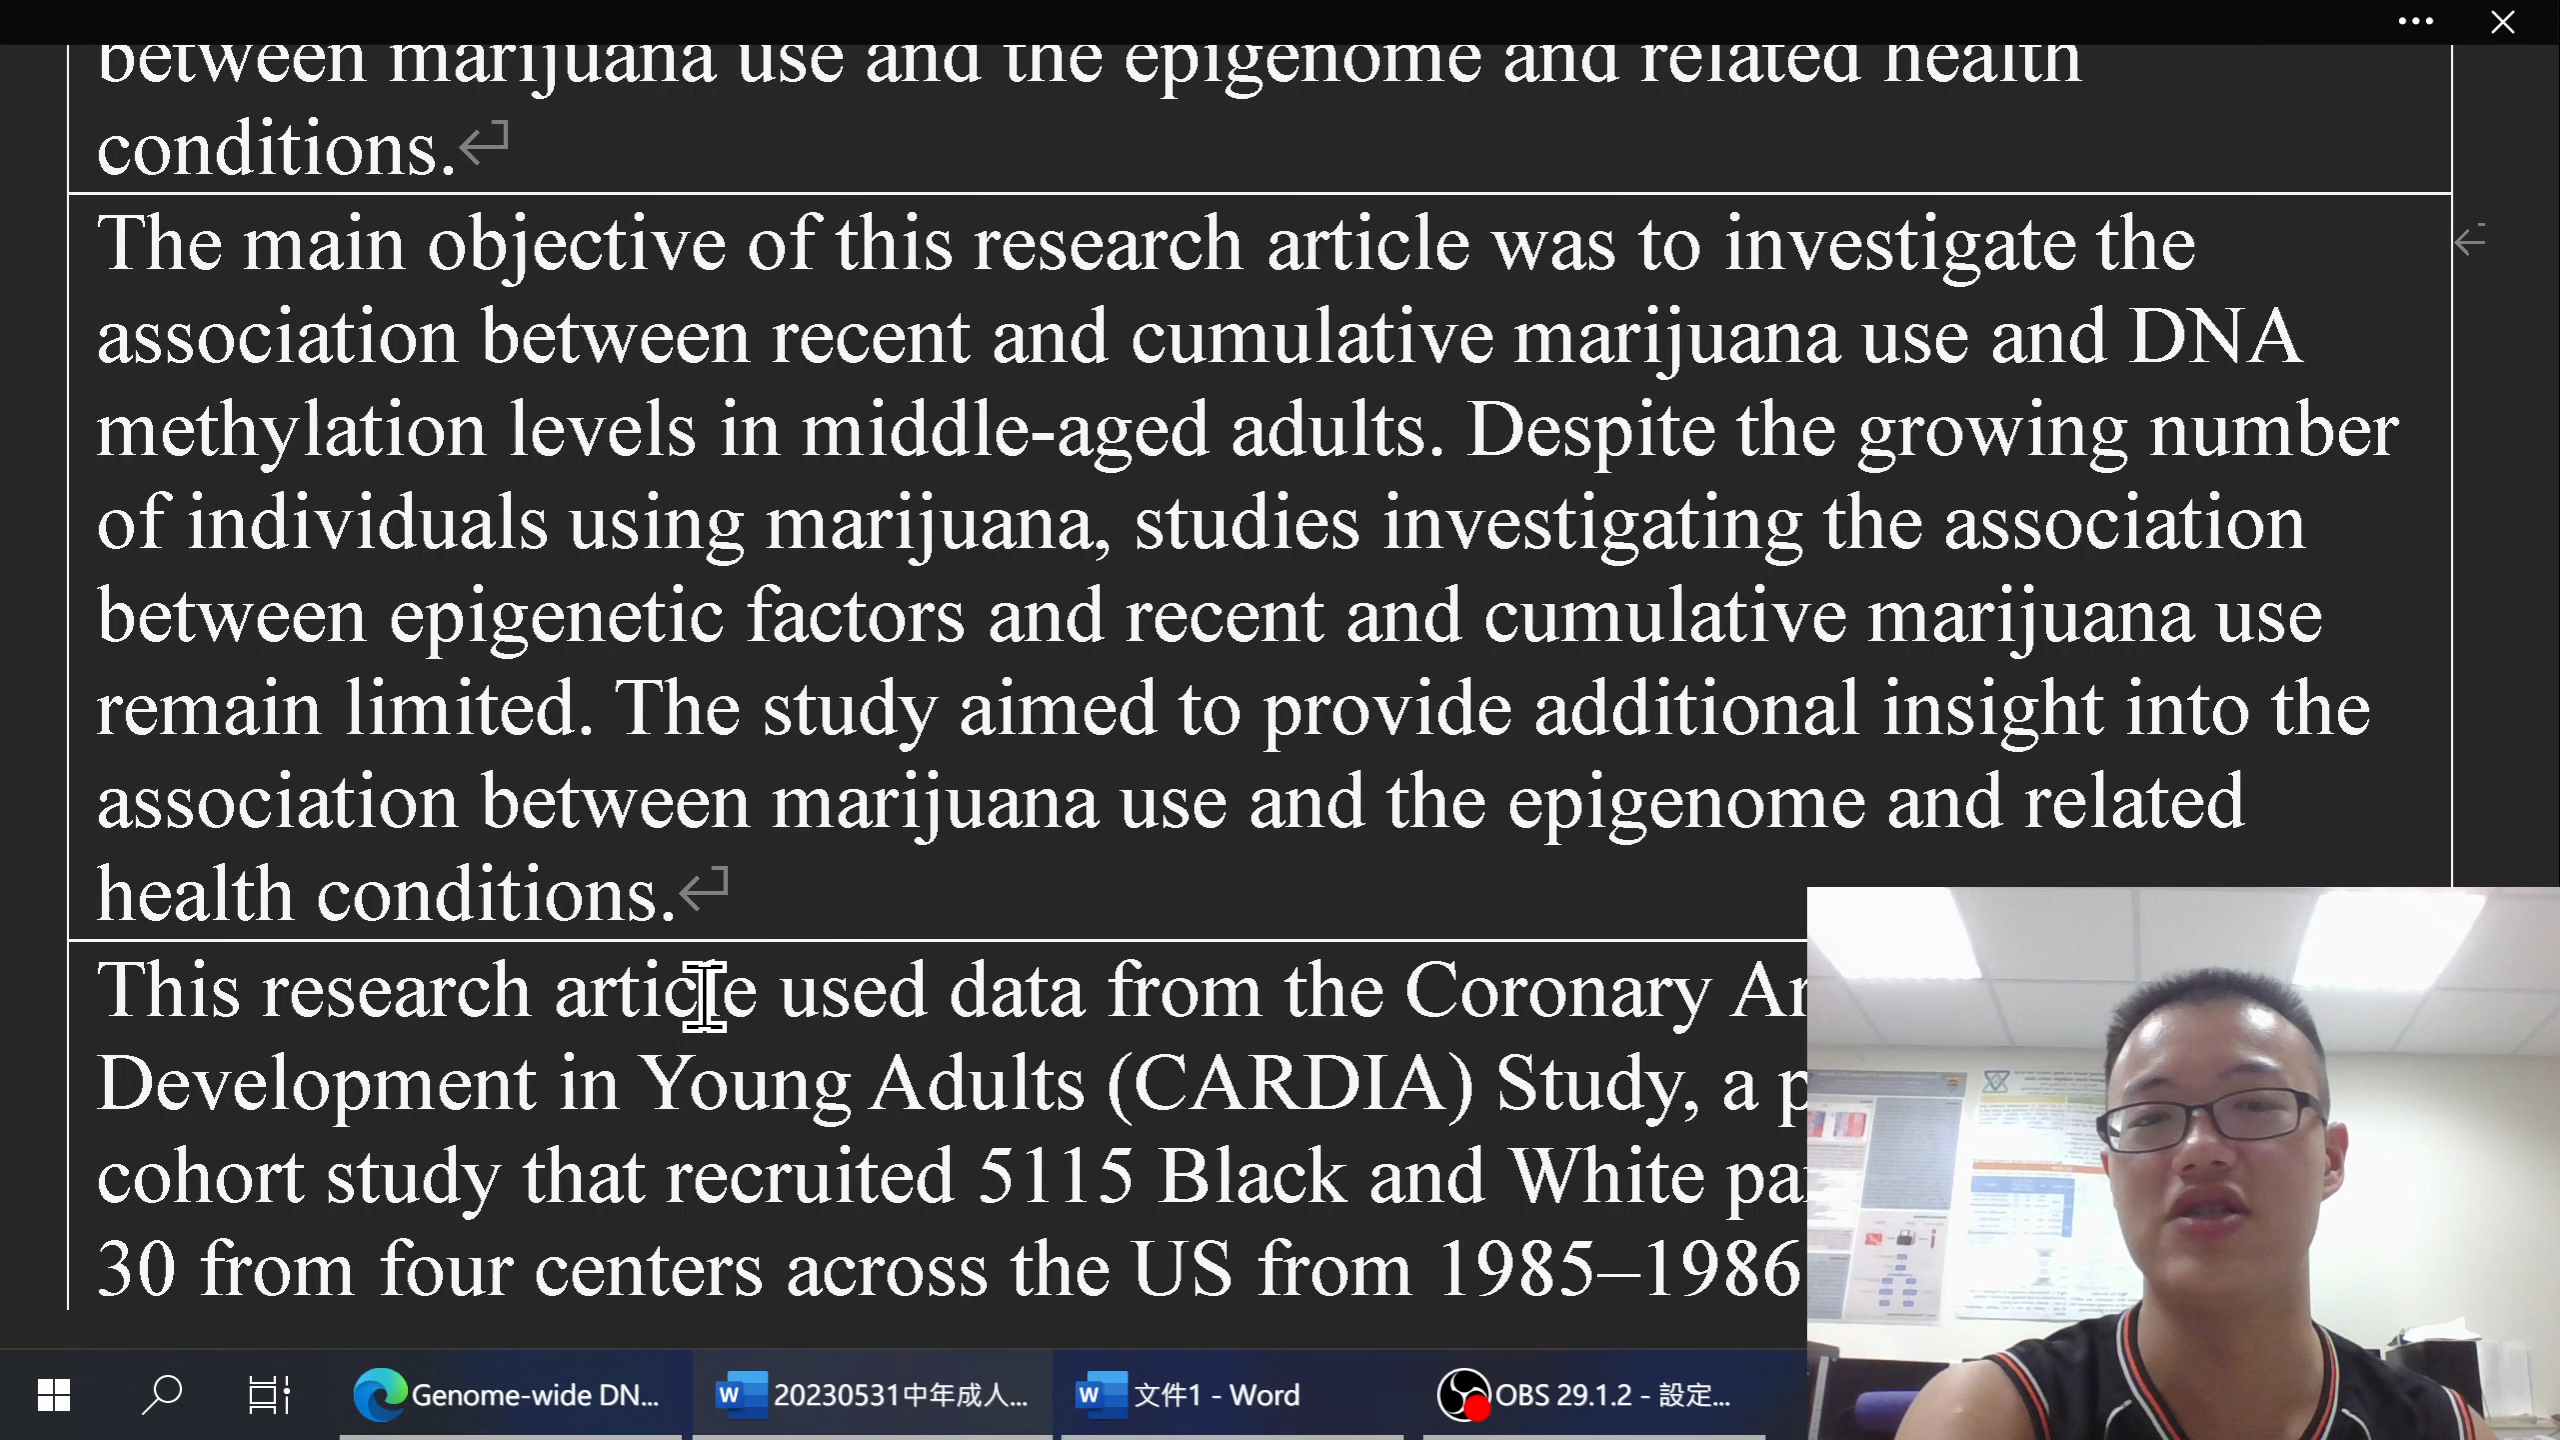 between marijuana use and the epigenome and related health
conditions.
The main objective of this research article was to investigate the
association between recent and cumulative marijuana use and DNA
methylation levels in middle-aged adults. Despite the growing number
of individuals using marijuana, studies investigating the association
between epigenetic factors and recent and cumulative marijuana use
remain limited. The study aimed to provide additional insight into the
association between marijuana use and the epigenome and related
health conditions.
This research article used data from the Coronary Ar
Development in Young Adults (CARDIA) Study, a p
cohort study that recruited 5115 Black and White pa
30 from four centers across the US from 1985–1986
Genome-wide DN...
20230531中年成人...
文件1 - Word
OBS 29.1.2 - 設定...